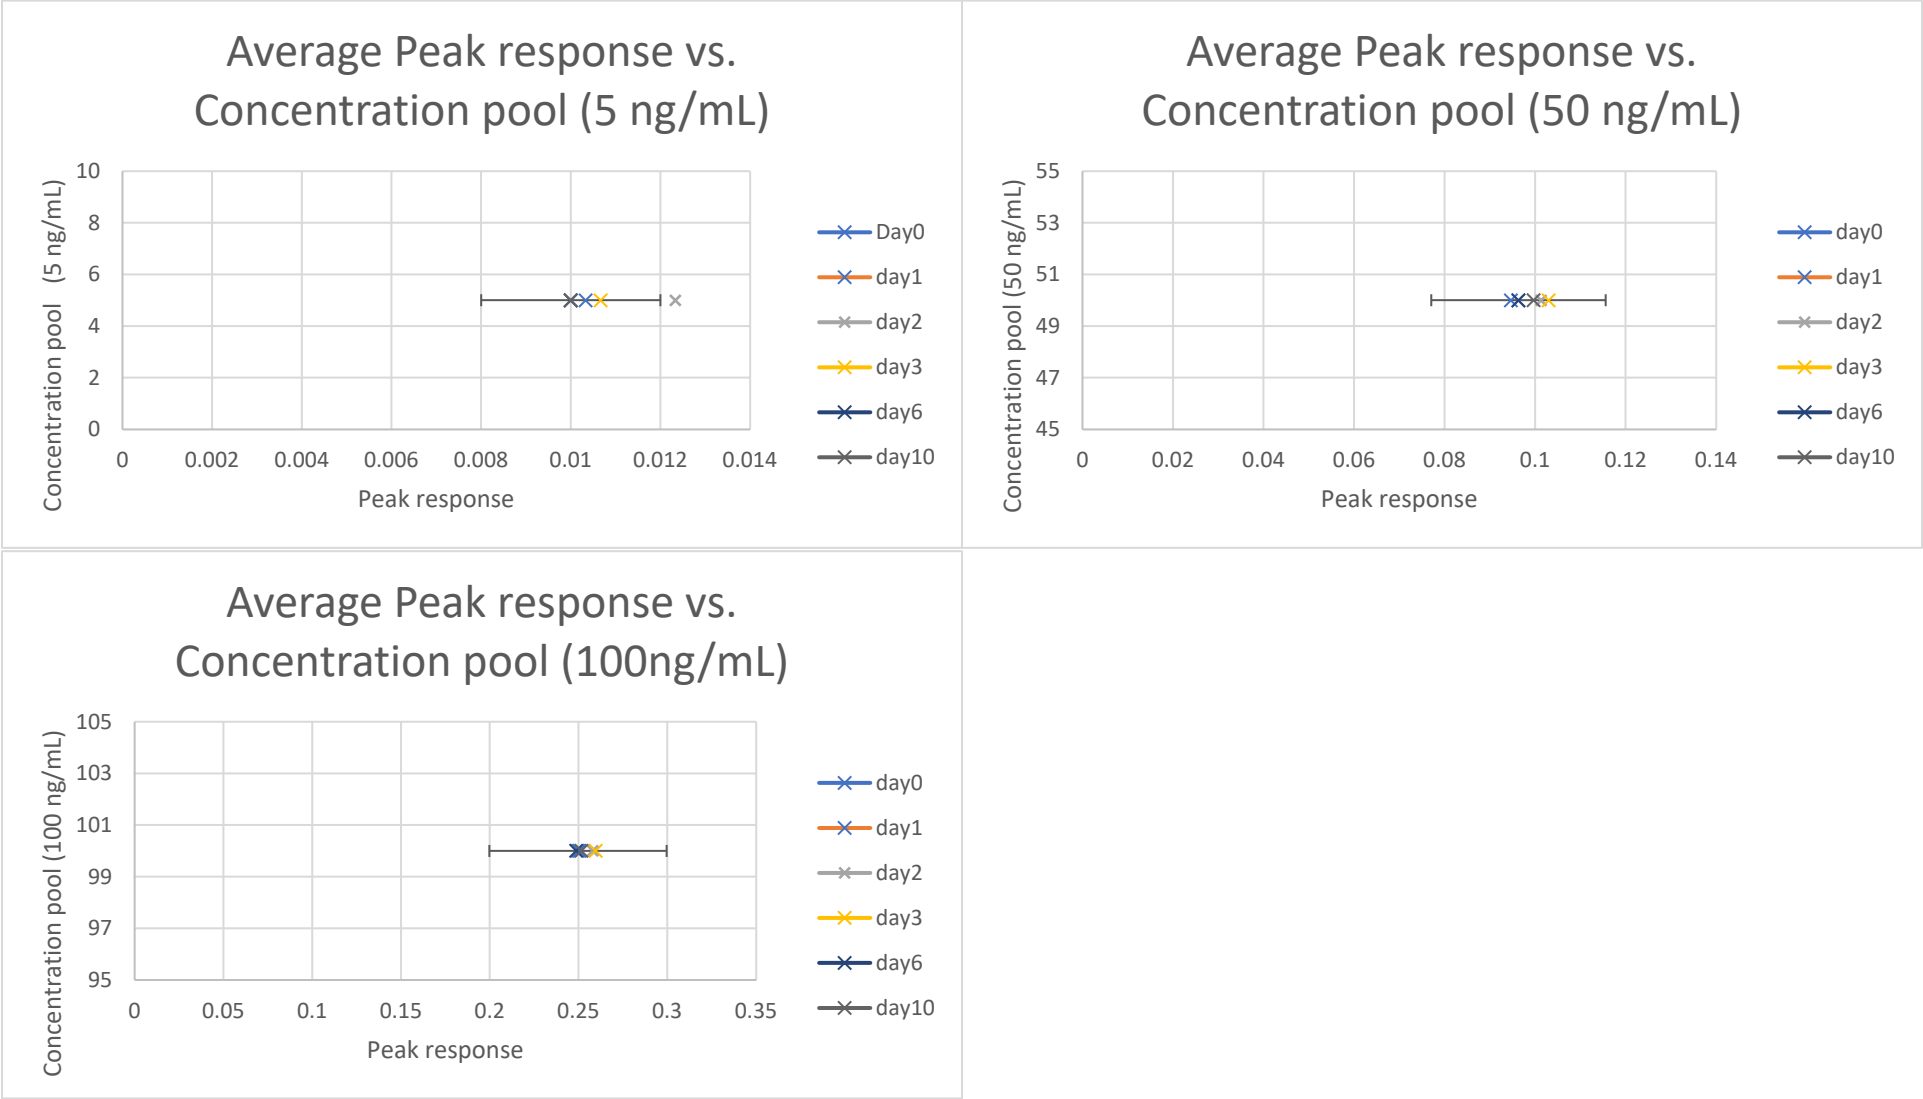 Average Peak response vs.
Concentration pool (5 ng/mL)
Concentration pool  (5 ng/mL)
10
8
6
4
2
0
0 0.002 0.004 0.006 0.008 0.01 0.012 0.014
Peak response
Day0
day1
day2
day3
day6
day10
Average Peak response vs.
Concentration pool (50 ng/mL)
Concentration pool (50 ng/mL)
55
53
51
49
47
45
0 0.02 0.04 0.06 0.08 0.1 0.12 0.14
Peak response
day0
day1
day2
day3
day6
day10
Average Peak response vs.
Concentration pool (100ng/mL)
Concentration pool (100 ng/mL)
105
103
101
99
97
95
0 0.05 0.1 0.15 0.2 0.25 0.3 0.35
Peak response
day0
day1
day2
day3
day6
day10